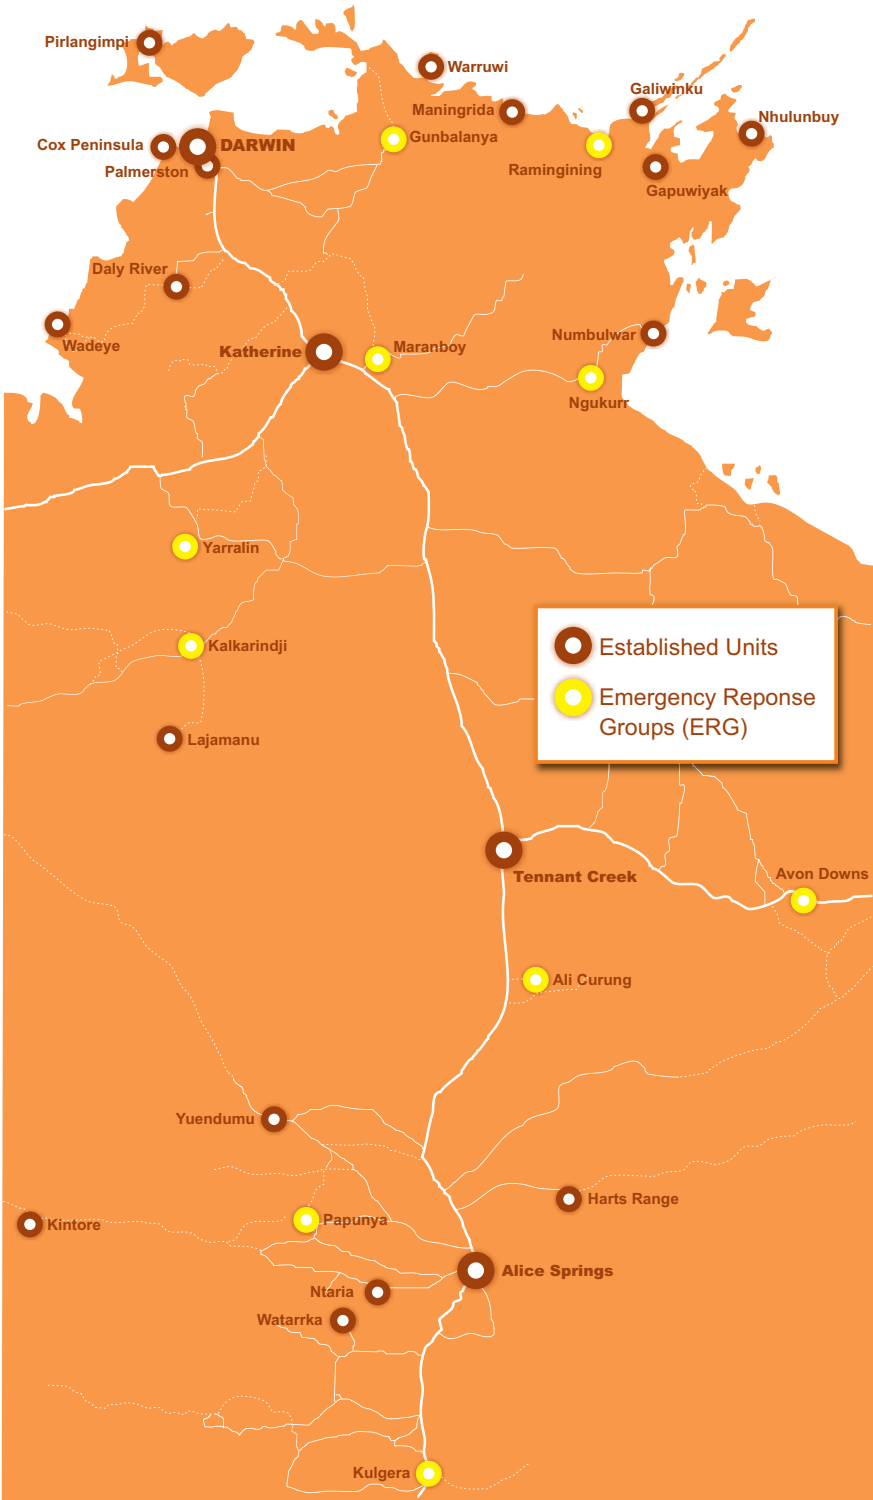 Pirlangimpi
Warruwi
Galiwinku
Maningrida
Nhulunbuy
Gunbalanya
Cox Peninsula
DARWIN
Ramingining
Palmerston
Gapuwiyak
Daly River
Numbulwar
Wadeye
Katherine
Maranboy
Ngukurr
Yarralin
Established Units
Kalkarindji
Emergency Reponse
Groups (ERG)
Lajamanu
Tennant Creek
Avon Downs
Ali Curung
Yuendumu
Harts Range
Kintore
Papunya
Alice Springs
Ntaria
Watarrka
Kulgera